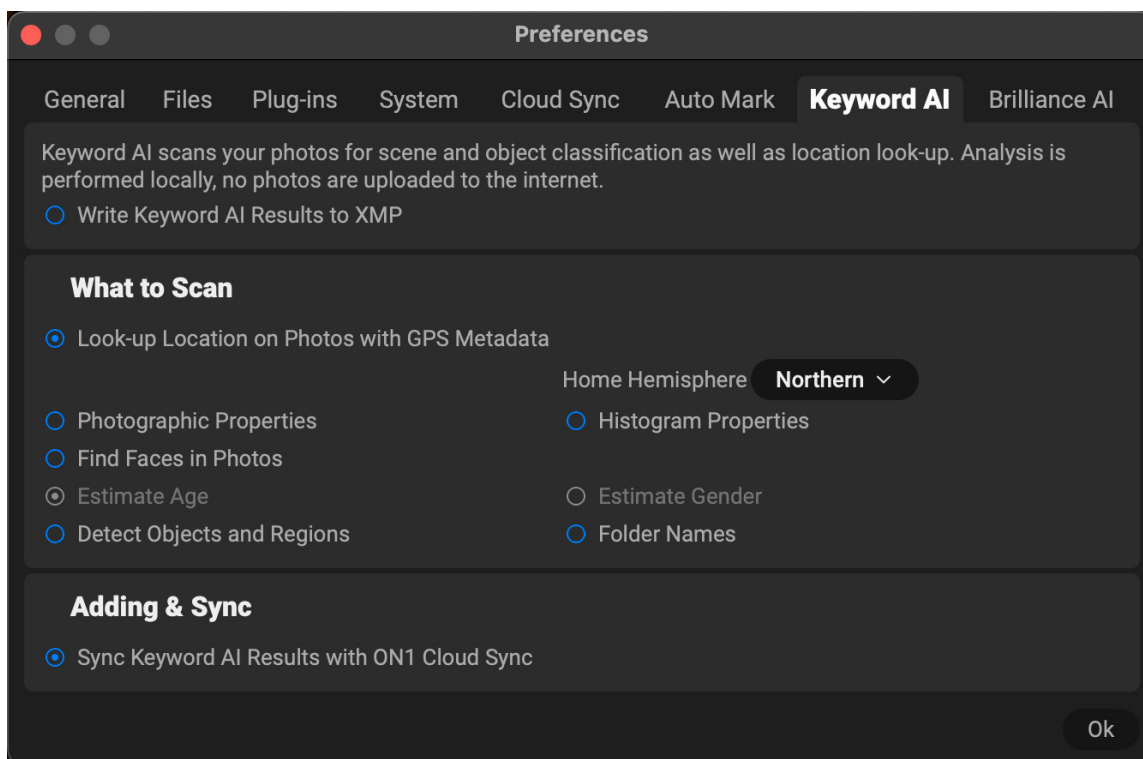 Preferences
General Files Plug-ins System Cloud Sync Auto Mark Keyword AI Brilliance AI
Keyword AI scans your photos for scene and object classification as well as location look-up. Analysis is
performed locally, no photos are uploaded to the internet.
Write Keyword AI Results to XMP
What to Scan
Look-up Location on Photos with GPS Metadata
Home Hemisphere Northern
Photographic Properties Histogram Properties
Find Faces in Photos
Estimate Age Estimate Gender
Detect Objects and Regions Folder Names
Adding & Sync
Sync Keyword AI Results with ON1 Cloud Sync
Ok